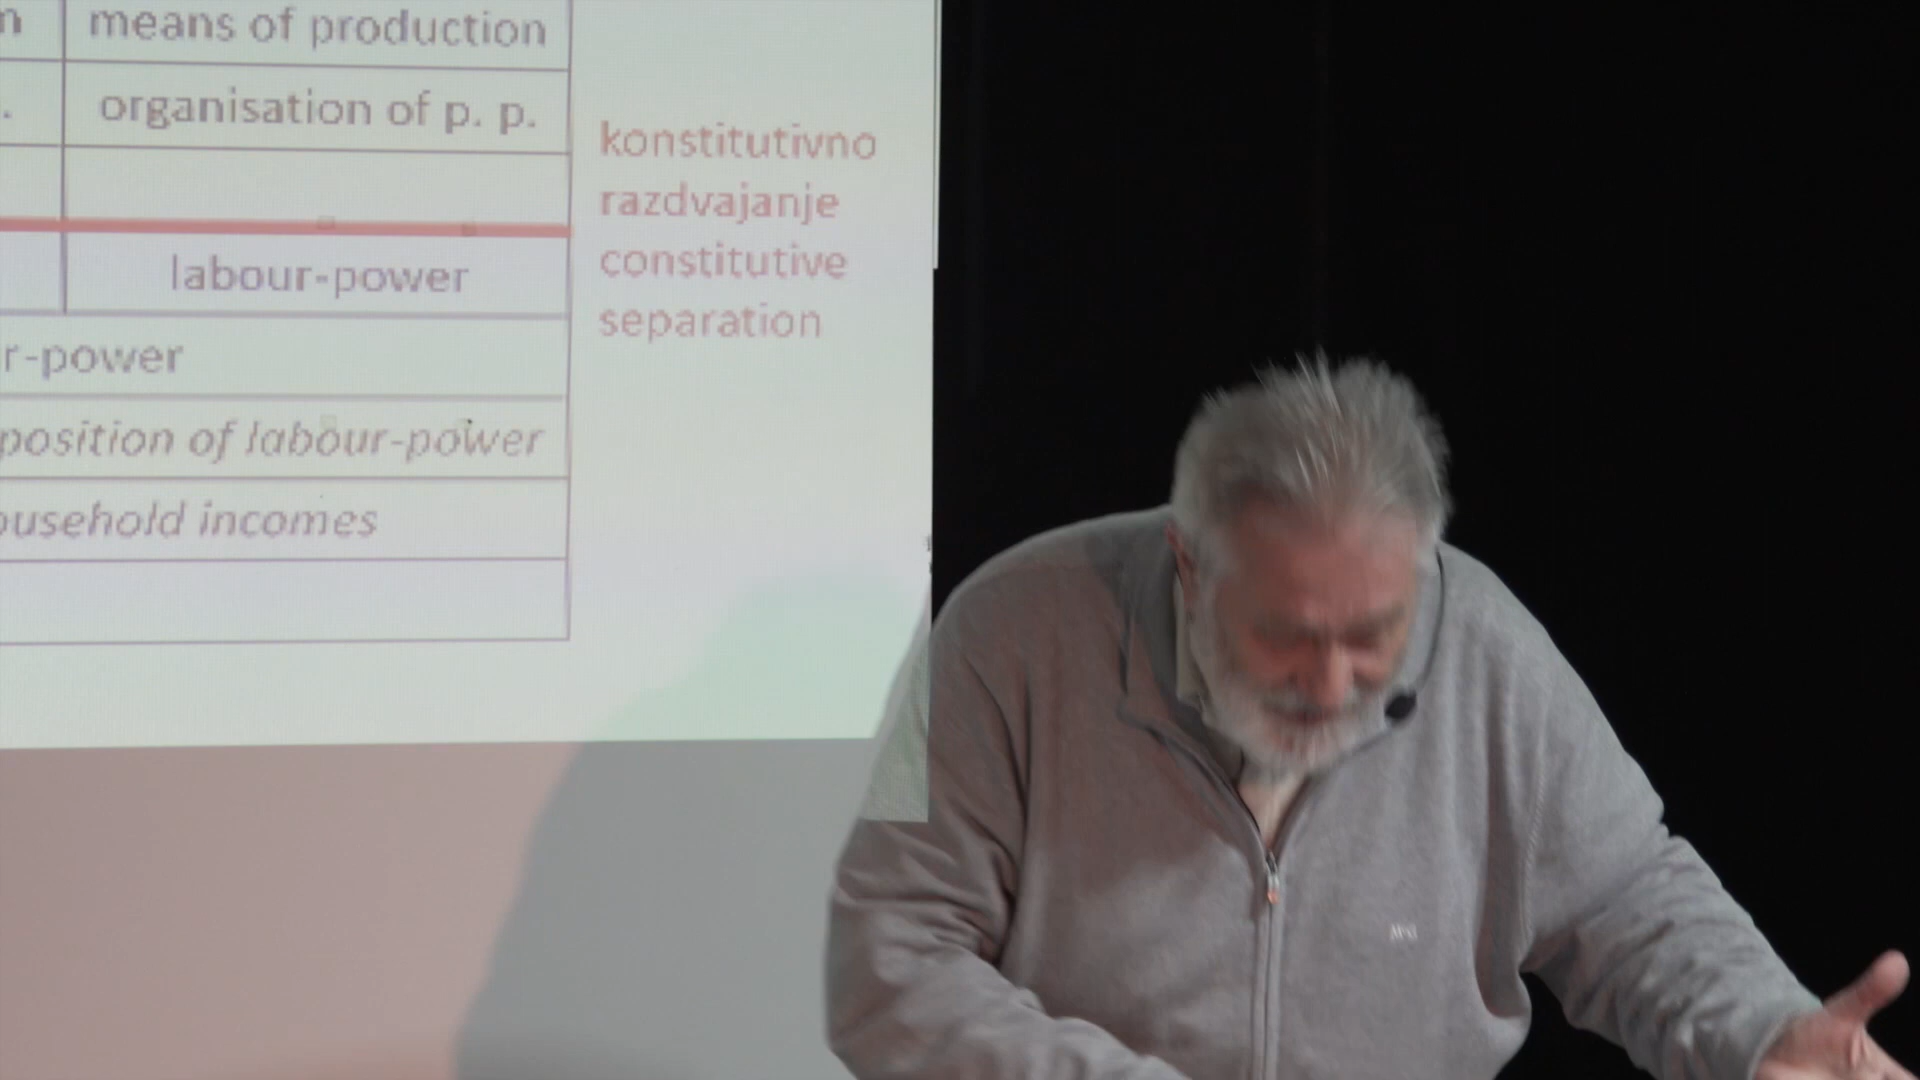 means of production
organisation of p. p.
labour-power
r-power
position of labour-power
ousehold incomes
konstitutivno
razdvajanje
constitutive
separation